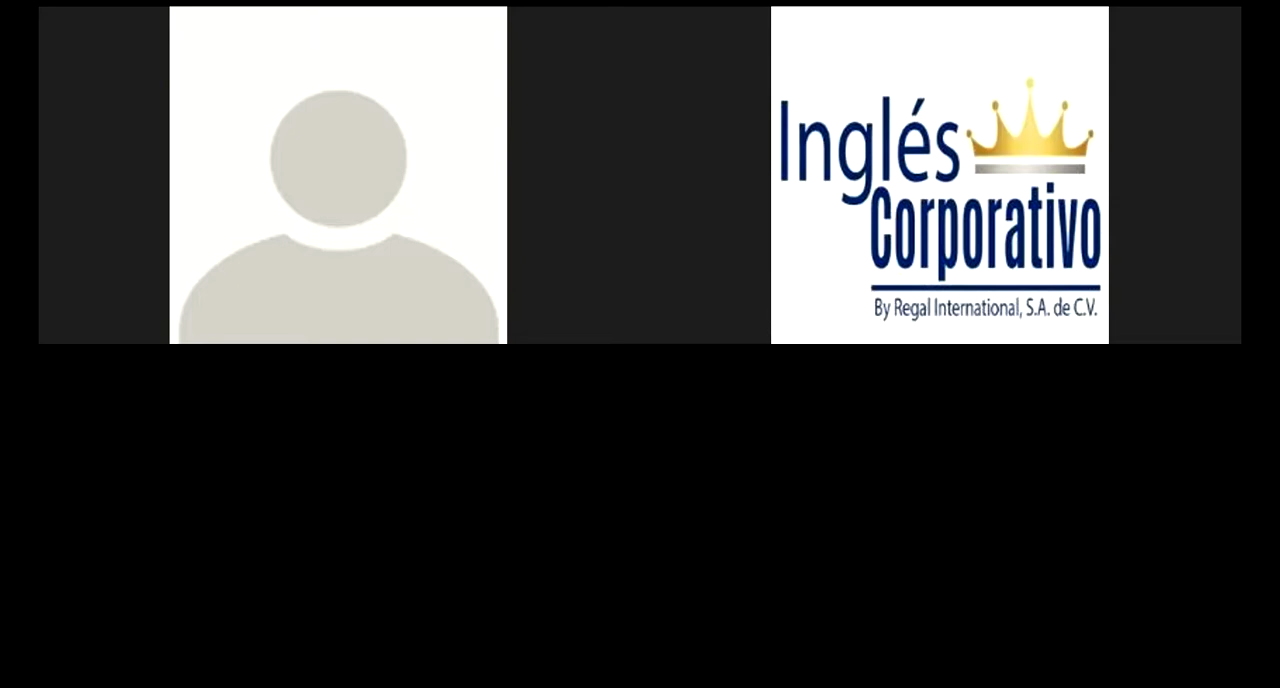 Inglés
Corporativo
By Regal International, S.A. de C.V.